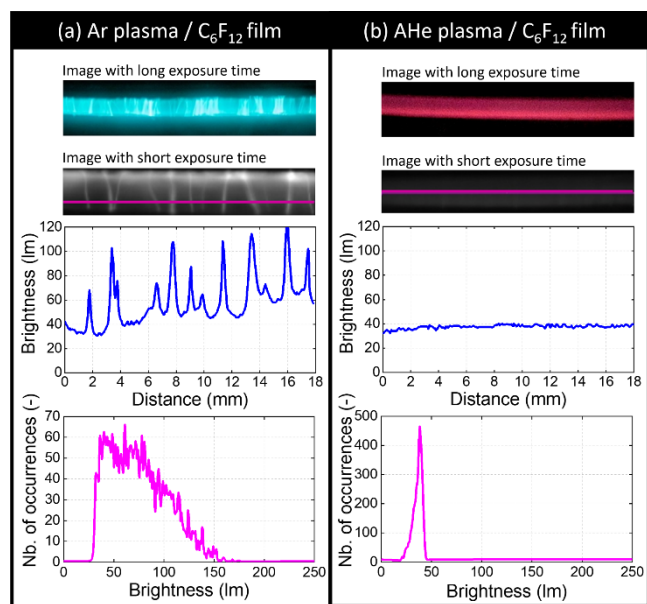 (a) Ar plasma / C₆F₁₂ film
Image with long exposure time
Image with short exposure time
120
100
80
60
40
20
0
Brightness (lm)
0 2 4 6 8 10 12 14 16 18
Distance (mm)
70
60
50
40
30
20
10
0
Nb. of occurrences (-)
0 50 100 150 200 250
Brightness (lm)
(b) AHe plasma / C₆F₁₂ film
Image with long exposure time
Image with short exposure time
120
100
80
60
40
20
0
Brightness (lm)
0 2 4 6 8 10 12 14 16 18
Distance (mm)
500
400
300
200
100
0
Nb. of occurrences (-)
0 50 100 150 200 250
Brightness (lm)